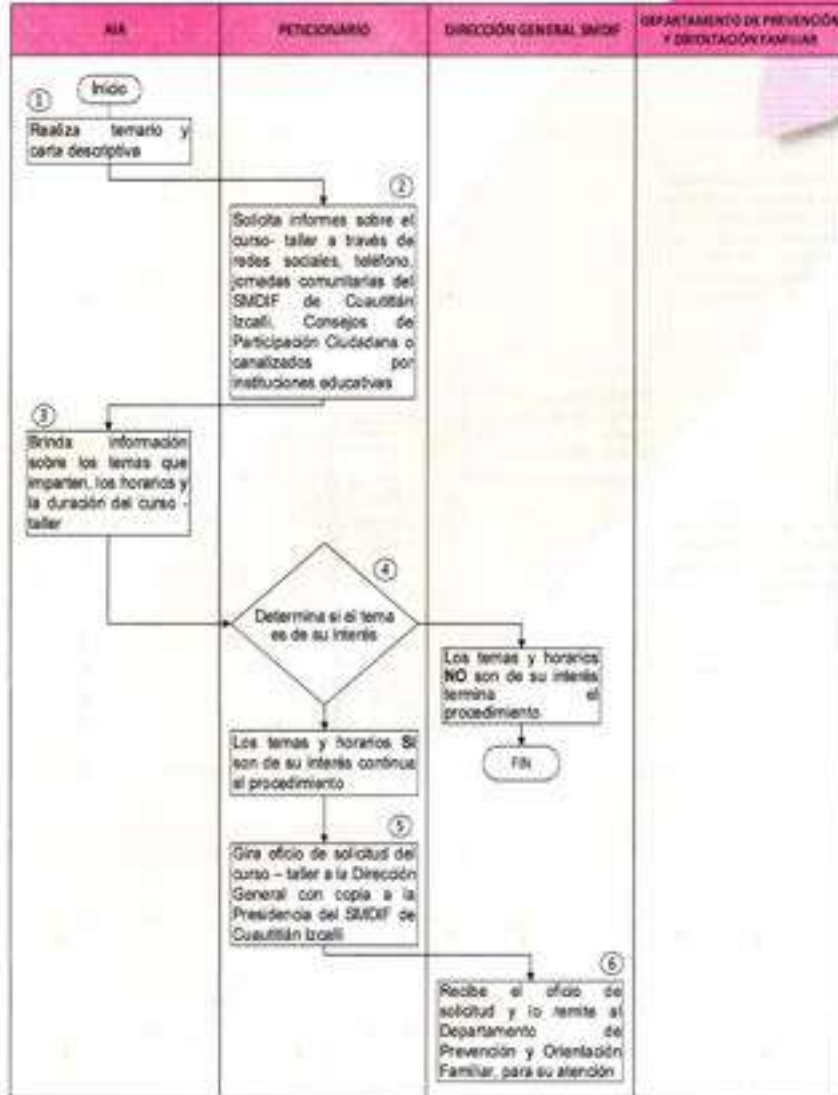 AIA
PETICIONARIO
DIRECCIÓN GENERAL SMDIF
DEPARTAMENTO DE PREVENCIÓN
Y ORIENTACIÓN FAMILIAR
Inicio
1
Realiza temario y
carta descriptiva
2
Solicita informes sobre el
curso- taller a través de
redes sociales, teléfono,
jornadas comunitarias del
SMDIF de Cuautitlán
Izcalli, Consejos de
Participación Ciudadana o
canalizados por
instituciones educativas
3
Brinda información
sobre los temas que
imparten, los horarios y
la duración del curso -
taller
4
Determina si el tema
es de su interés
Los temas y horarios
NO son de su interés
termina el
procedimiento
FIN
Los temas y horarios SI
son de su interés continua
el procedimiento
5
Gira oficio de solicitud del
curso – taller a la Dirección
General con copia a la
Presidencia del SMDIF de
Cuautitlán Izcalli
6
Recibe el oficio de
solicitud y lo remite al
Departamento de
Prevención y Orientación
Familiar, para su atención